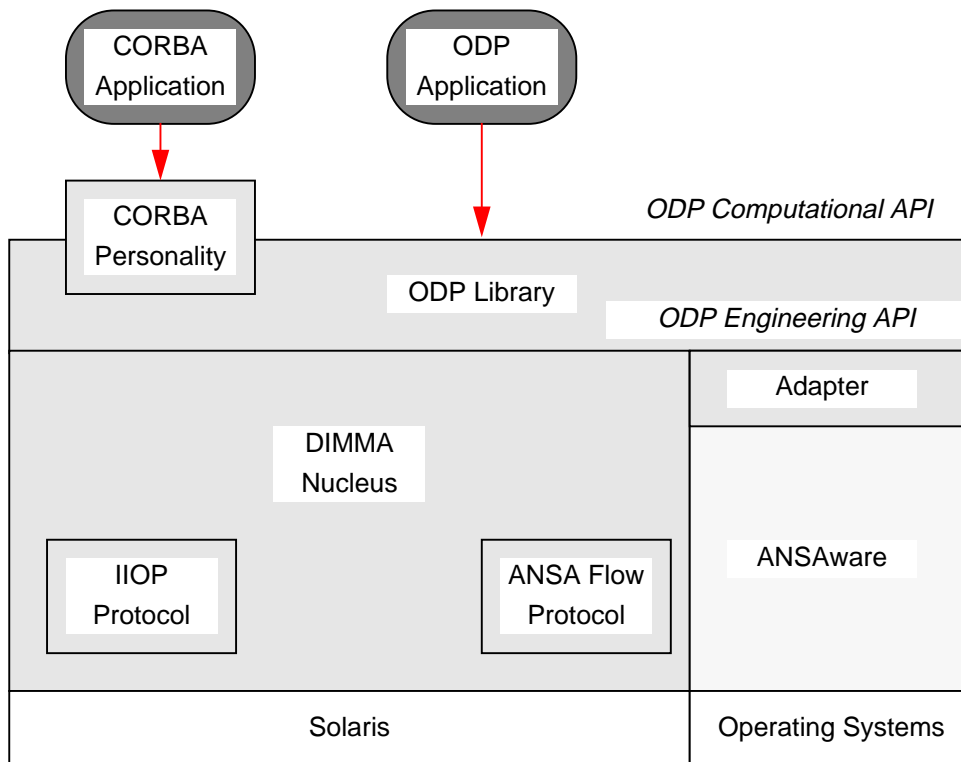 CORBA
Application
ODP
Application
CORBA
Personality
ODP Computational API
ODP Library
ODP Engineering API
Adapter
DIMMA
Nucleus
IIOP
Protocol
ANSA Flow
Protocol
ANSAware
Solaris
Operating Systems